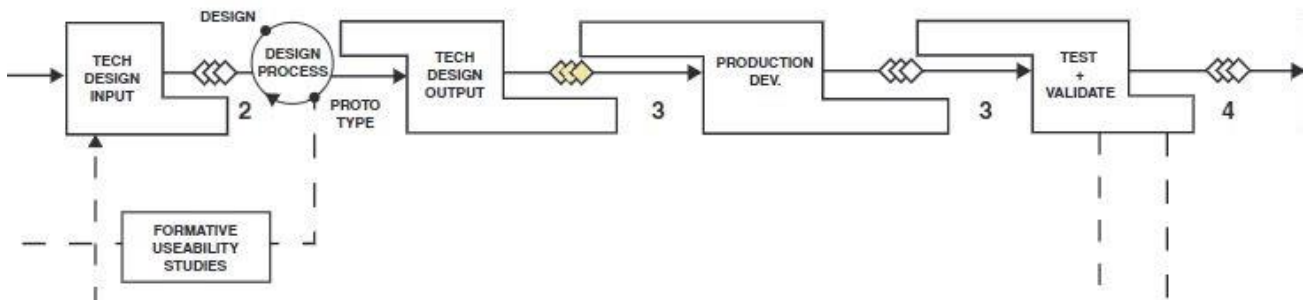 DESIGN
TECH
DESIGN
INPUT
2
DESIGN
PROCESS
PROTO
TYPE
TECH
DESIGN
OUTPUT
3
PRODUCTION
DEV.
3
TEST
+
VALIDATE
4
FORMATIVE
USEABILITY
STUDIES